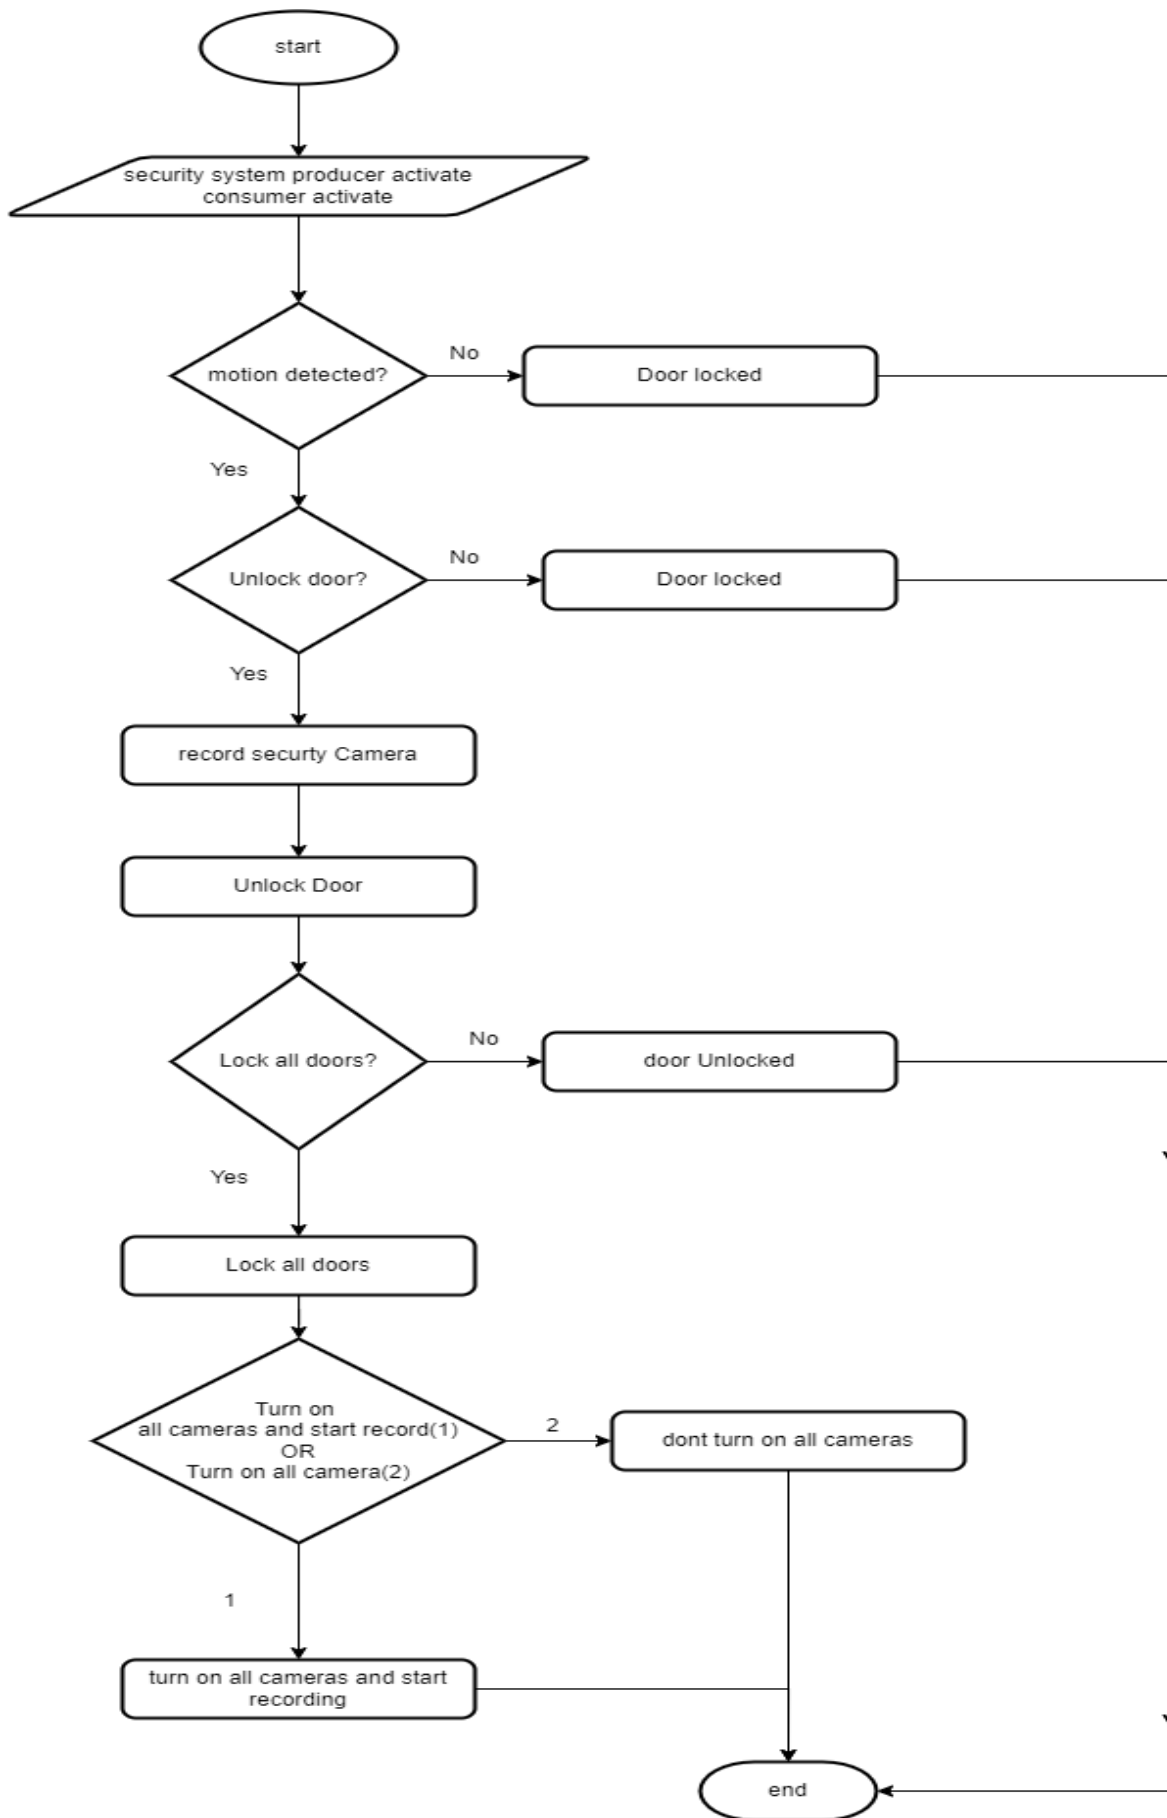 start
security system producer activate
consumer activate
motion detected?
No
Door locked
Yes
Unlock door?
No
Door locked
Yes
record securty Camera
Unlock Door
Lock all doors?
No
door Unlocked
Yes
Lock all doors
Turn on
all cameras and start record(1)
OR
Turn on all camera(2)
2
dont turn on all cameras
1
turn on all cameras and start
recording
end